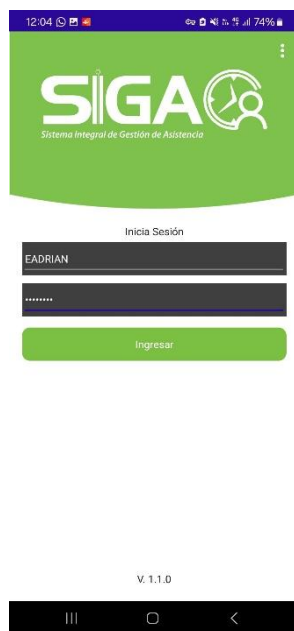 12:04
74%
SIGA
Sistema Integral de Gestión de Asistencia
Inicia Sesión
EADRIAN
••••••••
Ingresar
V. 1.1.0